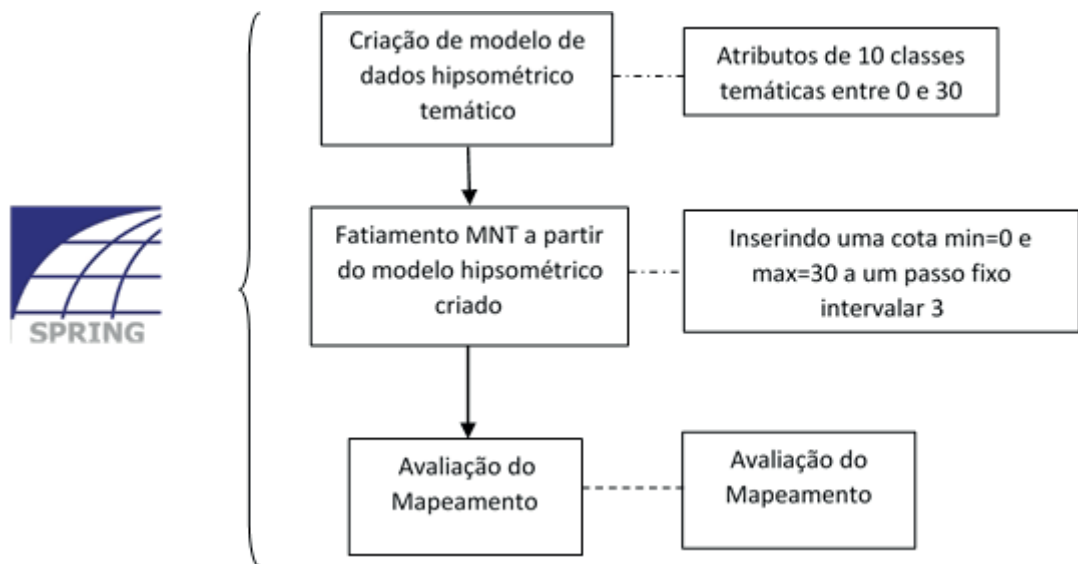 Criação de modelo de
dados hipsométrico
temático
Atributos de 10 classes
temáticas entre 0 e 30
Fatiamento MNT a partir
do modelo hipsométrico
criado
Inserindo uma cota min=0 e
max=30 a um passo fixo
intervalar 3
SPRING
Avaliação do
Mapeamento
Avaliação do
Mapeamento